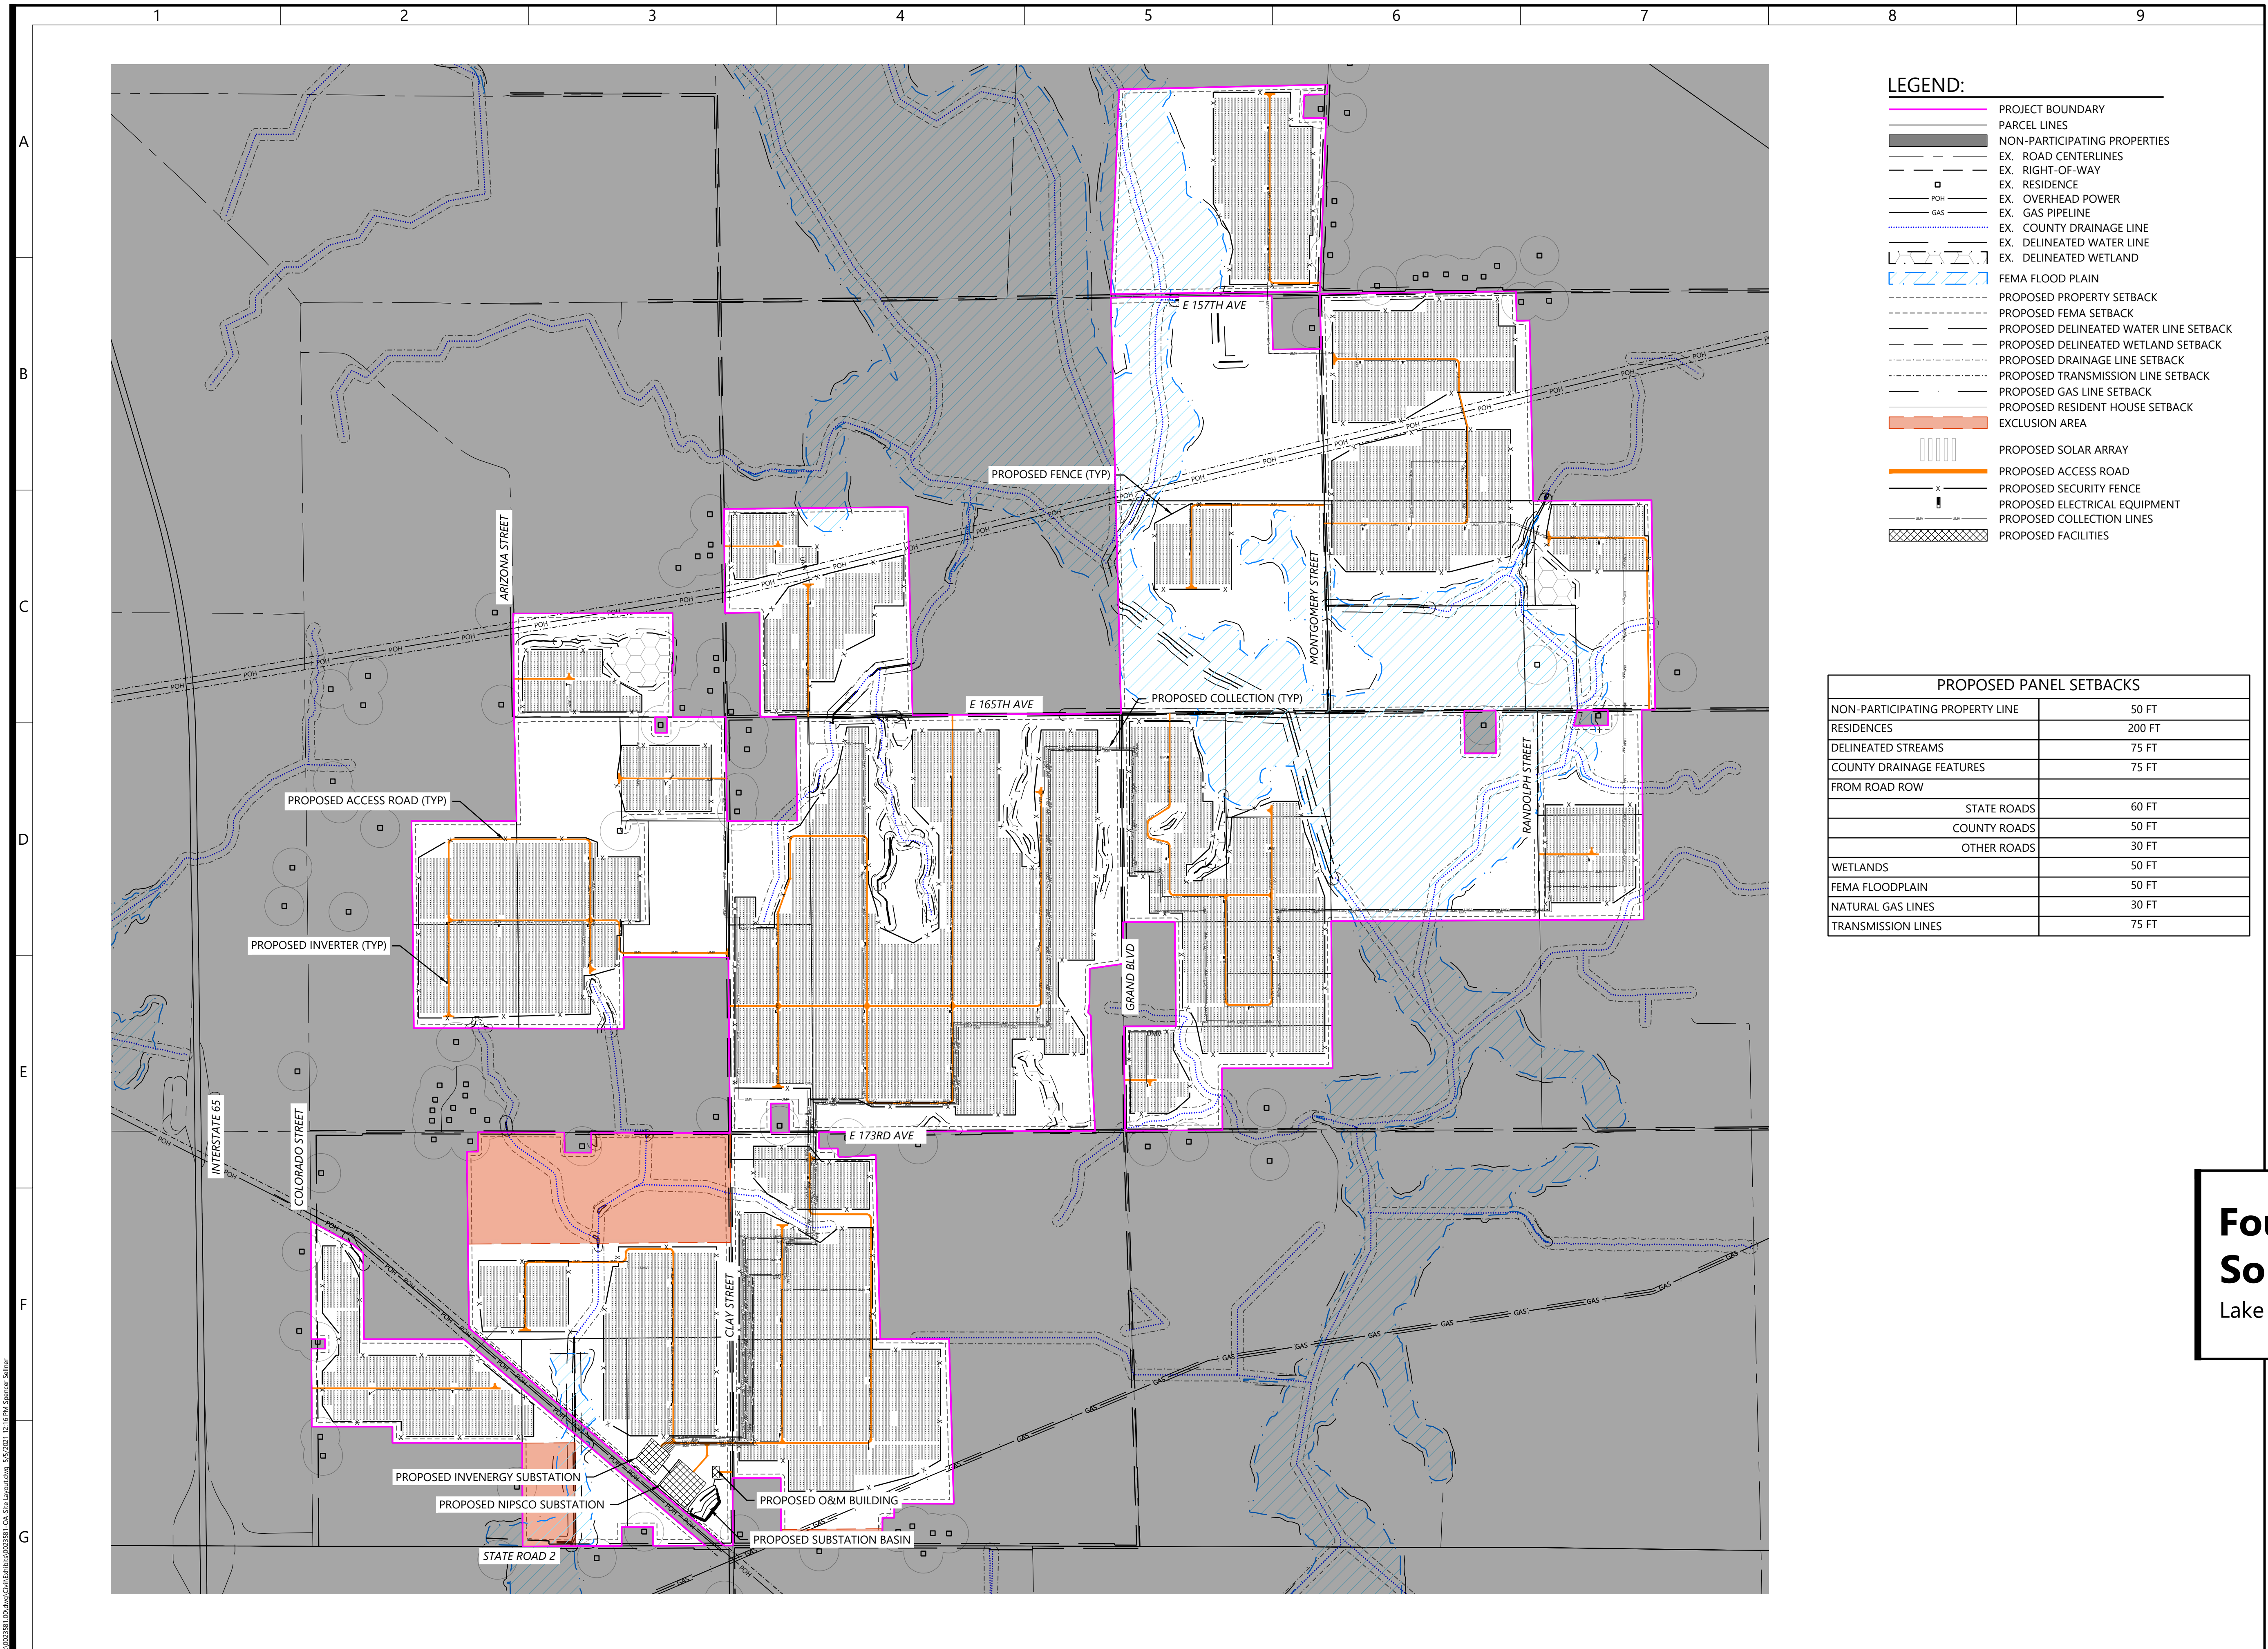 1 2 3 4 5 6 7 8 9
A
B
C
D
E
F
G
LEGEND:
PROJECT BOUNDARY
PARCEL LINES
NON-PARTICIPATING PROPERTIES
EX. ROAD CENTERLINES
EX. RIGHT-OF-WAY
EX. RESIDENCE
POH EX. OVERHEAD POWER
GAS EX. GAS PIPELINE
EX. COUNTY DRAINAGE LINE
EX. DELINEATED WATER LINE
EX. DELINEATED WETLAND
FEMA FLOOD PLAIN
PROPOSED PROPERTY SETBACK
PROPOSED FEMA SETBACK
PROPOSED DELINEATED WATER LINE SETBACK
PROPOSED DELINEATED WETLAND SETBACK
PROPOSED DRAINAGE LINE SETBACK
PROPOSED TRANSMISSION LINE SETBACK
PROPOSED GAS LINE SETBACK
PROPOSED RESIDENT HOUSE SETBACK
EXCLUSION AREA
PROPOSED SOLAR ARRAY
PROPOSED ACCESS ROAD
X PROPOSED SECURITY FENCE
PROPOSED ELECTRICAL EQUIPMENT
PROPOSED COLLECTION LINES
PROPOSED FACILITIES
PROPOSED PANEL SETBACKS
NON-PARTICIPATING PROPERTY LINE 50 FT
RESIDENCES 200 FT
DELINEATED STREAMS 75 FT
COUNTY DRAINAGE FEATURES 75 FT
FROM ROAD ROW
STATE ROADS 60 FT
COUNTY ROADS 50 FT
OTHER ROADS 30 FT
WETLANDS 50 FT
FEMA FLOODPLAIN 50 FT
NATURAL GAS LINES 30 FT
TRANSMISSION LINES 75 FT
E 157TH AVE
PROPOSED FENCE (TYP)
ARIZONA STREET
MONTGOMERY STREET
E 165TH AVE
PROPOSED COLLECTION (TYP)
RANDOLPH STREET
PROPOSED ACCESS ROAD (TYP)
PROPOSED INVERTER (TYP)
GRAND BLVD
INTERSTATE 65
COLORADO STREET
E 173RD AVE
CLAY STREET
PROPOSED INVENERGY SUBSTATION
PROPOSED NIPSCO SUBSTATION
PROPOSED O&M BUILDING
PROPOSED SUBSTATION BASIN
STATE ROAD 2
Fou
So
Lake